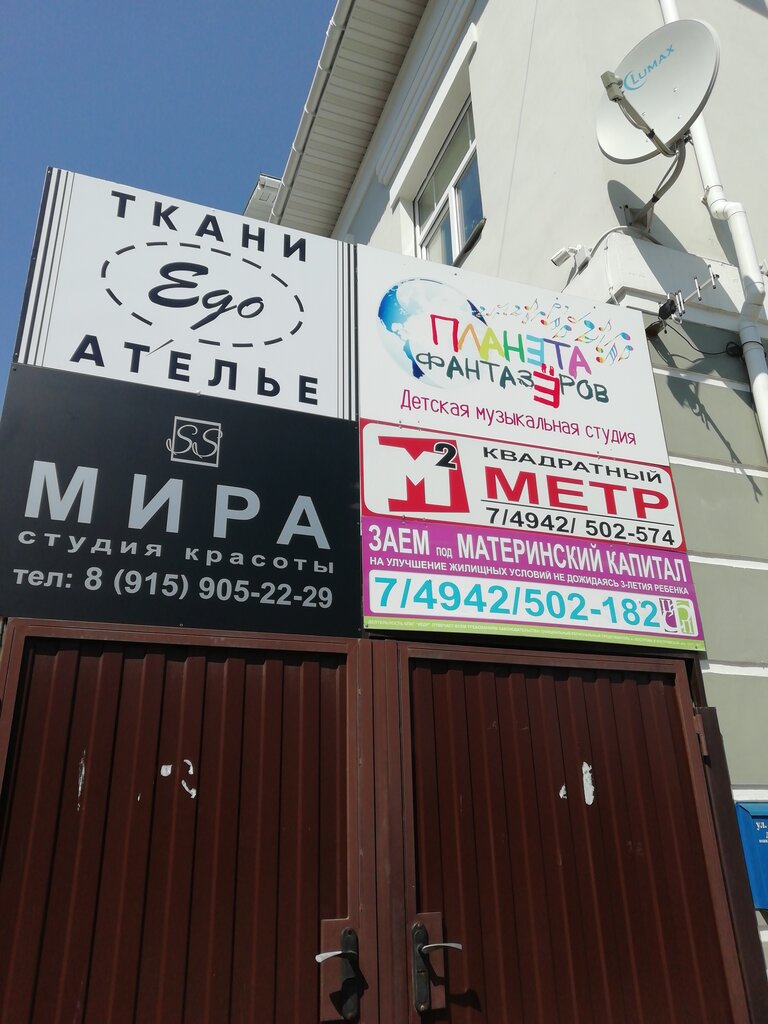 LUMAX
ТКАНИ
Ego
АТЕЛЬЕ
ПЛАНЕТА
ФАНТАЗЁРОВ
Детская музыкальная студия
SS
МИРА
студия красоты
тел: 8 (915) 905-22-29
М2
КВАДРАТНЫЙ
МЕТР
7/4942/ 502-574
ЗАЕМ под МАТЕРИНСКИЙ КАПИТАЛ
НА УЛУЧШЕНИЕ ЖИЛИЩНЫХ УСЛОВИЙ НЕ ДОЖИДАЯСЬ 3-ЛЕТИЯ РЕБЕНКА
7/4942/502-182
ул.